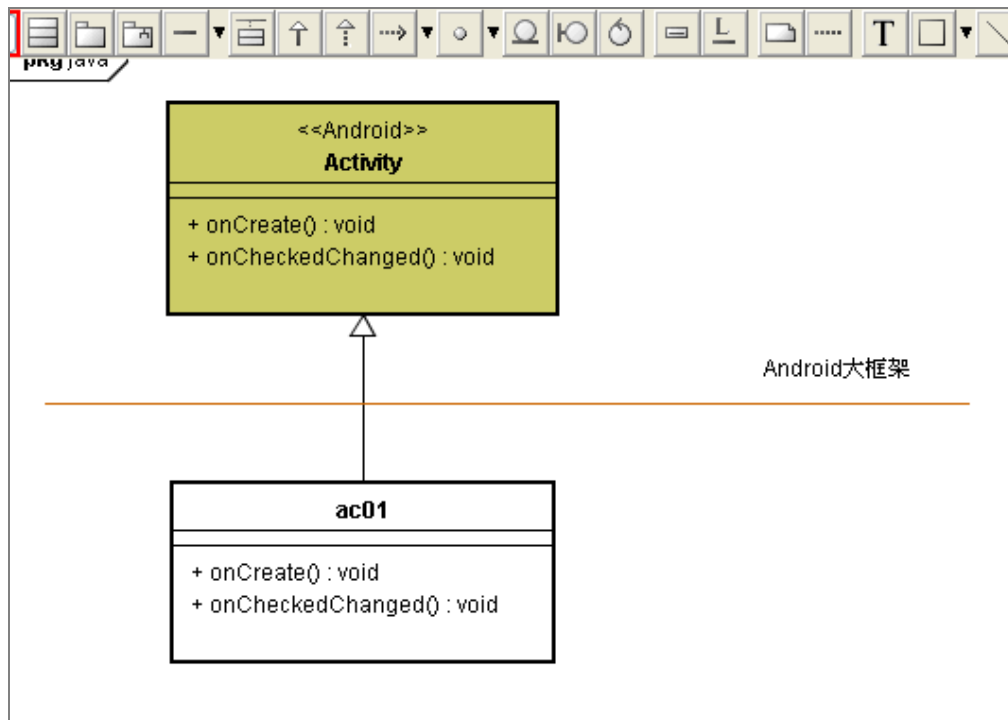 pkg java
<<Android>>
Activity
+ onCreate() : void
+ onCheckedChanged() : void
Android大框架
ac01
+ onCreate() : void
+ onCheckedChanged() : void